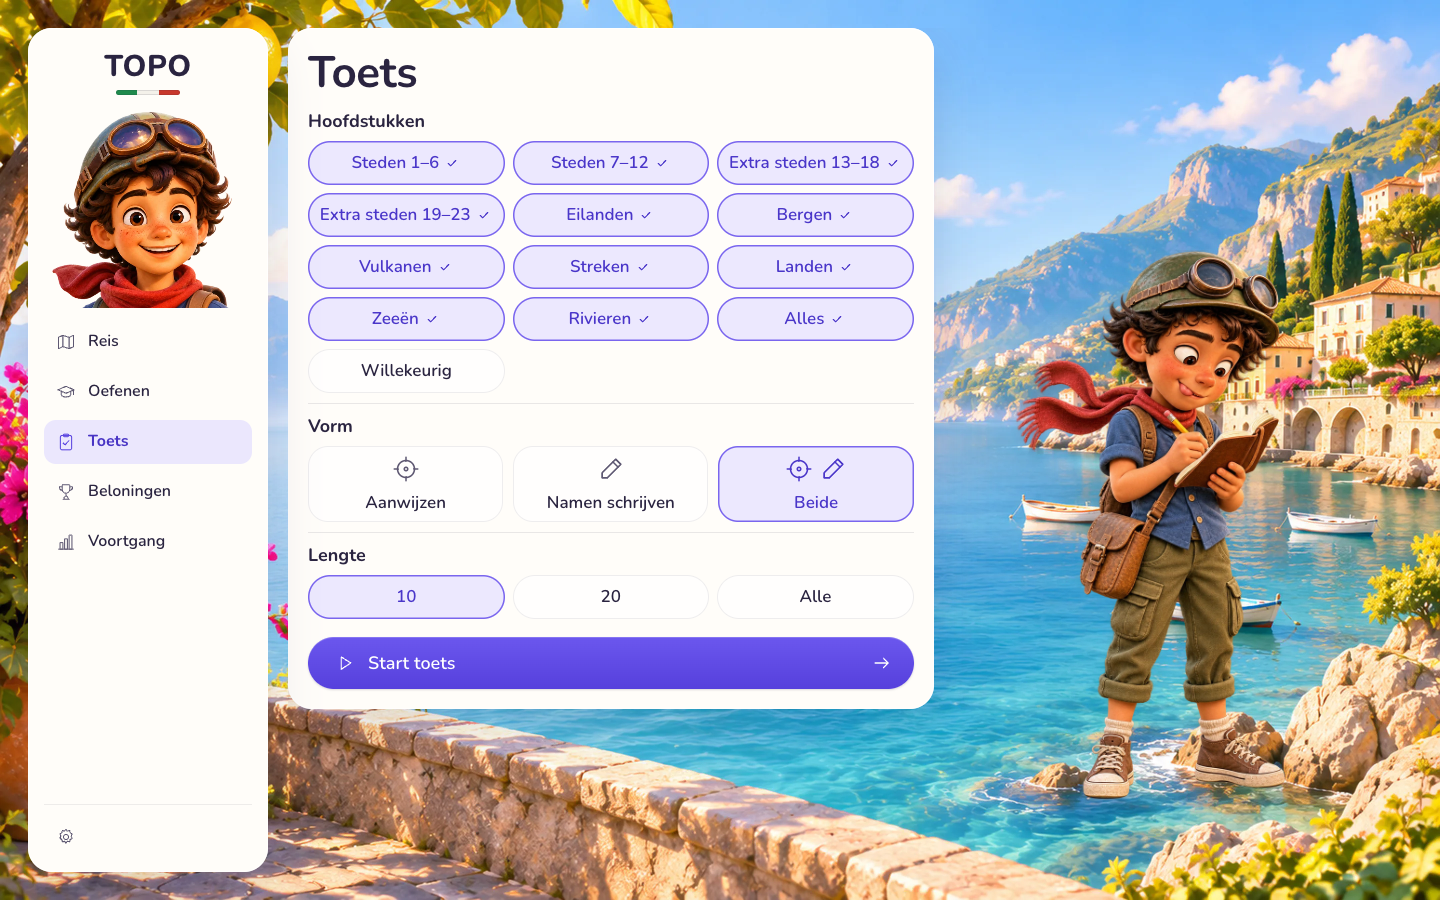 TOPO
Reis
Oefenen
Toets
Beloningen
Voortgang
Toets
Hoofdstukken
Steden 1–6
Steden 7–12
Extra steden 13–18
Extra steden 19–23
Eilanden
Bergen
Vulkanen
Streken
Landen
Zeeën
Rivieren
Alles
Willekeurig
Vorm
Aanwijzen
Namen schrijven
Beide
Lengte
10
20
Alle
Start toets